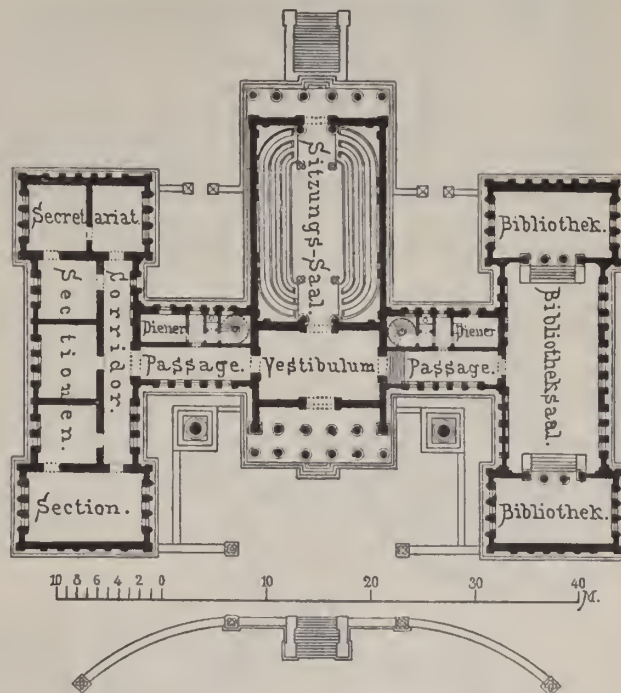 Sitzungs-Saal.
Secretariat.
Bibliothek.
Sectionen.
Corridor.
Bibliotheksaal.
Diener
Diener
Passage.
Vestibulum
Passage.
Section.
Bibliothek.
10 8 6 4 2 0 10 20 30 40 M.